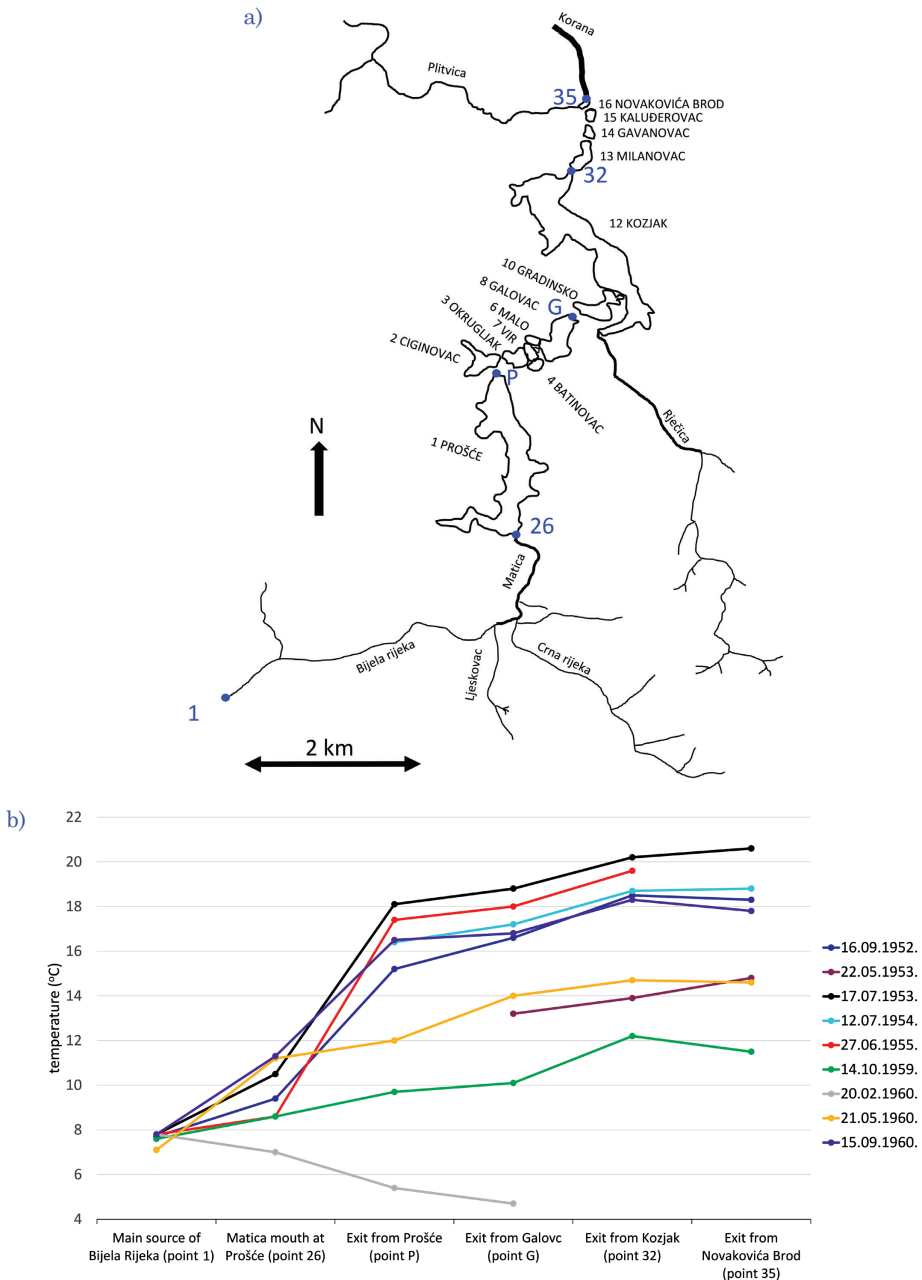 a)
Korana
Plitvica
35
16 NOVAKOVIĆA BROD
15 KALUĐEROVAC
14 GAVANOVAC
13 MILANOVAC
32
12 KOZJAK
10 GRADINSKO
8 GALOVAC
G
6 MALO
7 VIR
3 OKRUGLJAK
2 CIGINOVAC
P
4 BATINOVAC
N
1 PROŠĆE
Rječica
26
Matica
Bijela rijeka
Ljeskovac
Crna rijeka
1
2 km
b)
22
20
18
16
14
12
10
8
6
4
temperature (°C)
16.09.1952.
22.05.1953.
17.07.1953.
12.07.1954.
27.06.1955.
14.10.1959.
20.02.1960.
21.05.1960.
15.09.1960.
Main source of
Bijela Rijeka (point 1)
Matica mouth at
Prošće (point 26)
Exit from Prošće
(point P)
Exit from Galovc
(point G)
Exit from Kozjak
(point 32)
Exit from
Novakovića Brod
(point 35)